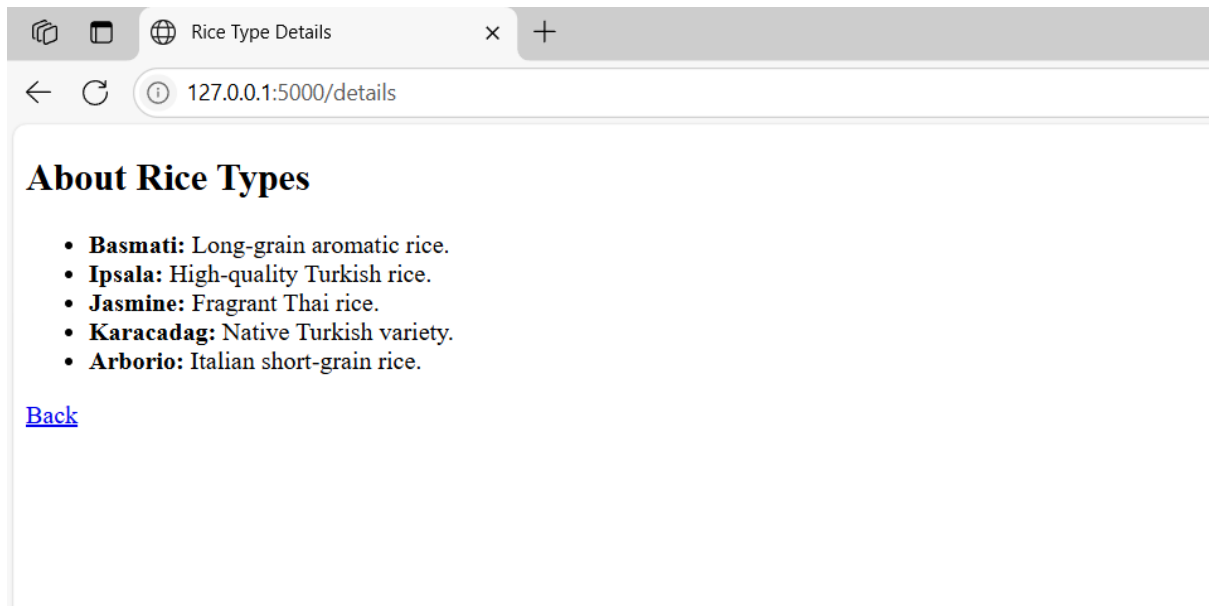 Rice Type Details
127.0.0.1:5000/details
About Rice Types
• Basmati: Long-grain aromatic rice.
• Ipsala: High-quality Turkish rice.
• Jasmine: Fragrant Thai rice.
• Karacadag: Native Turkish variety.
• Arborio: Italian short-grain rice.
Back